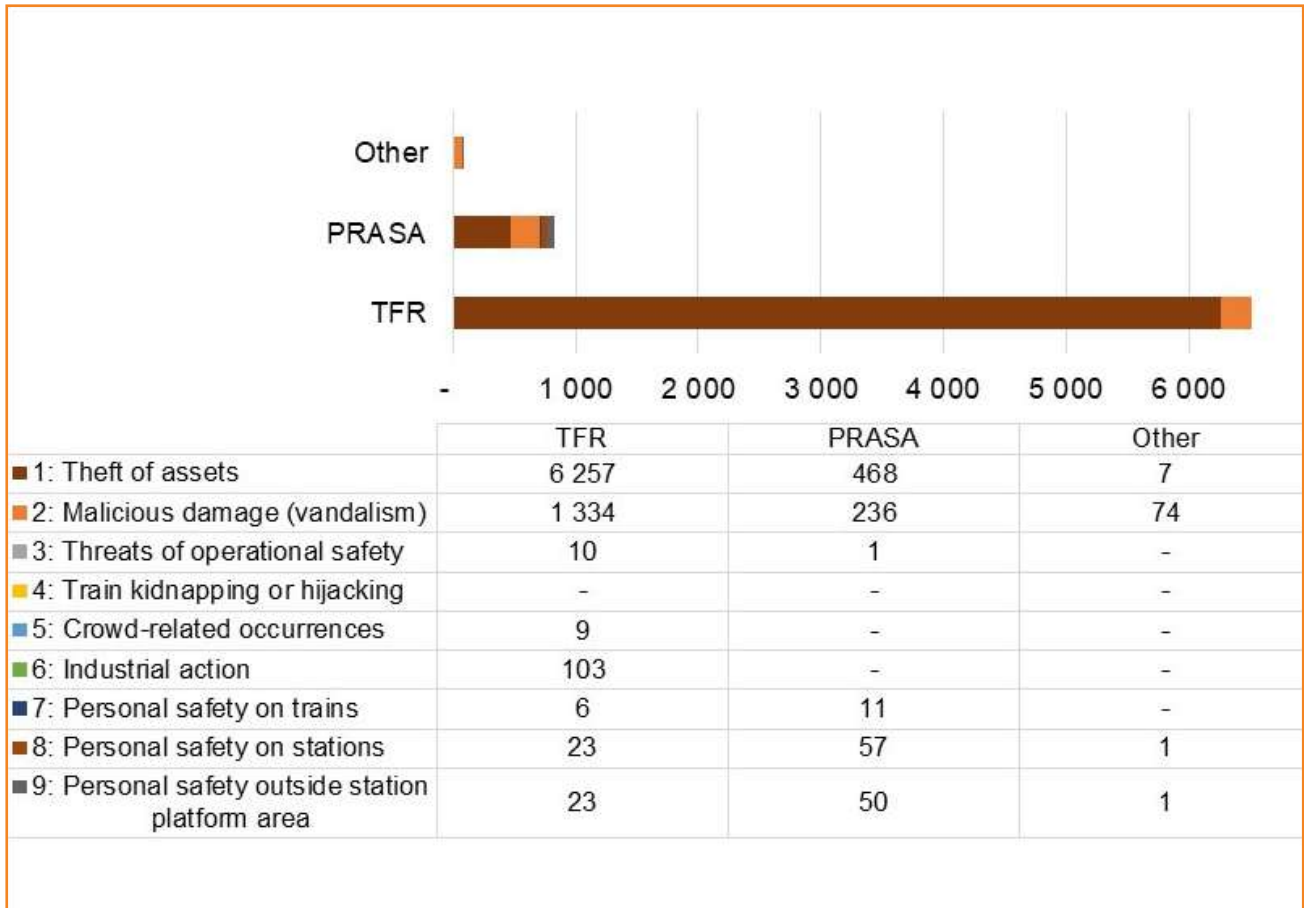 Other
PRASA
TFR
- 1 000 2 000 3 000 4 000 5 000 6 000
TFR PRASA Other
1: Theft of assets 6 257 468 7
2: Malicious damage (vandalism) 1 334 236 74
3: Threats of operational safety 10 1 -
4: Train kidnapping or hijacking - - -
5: Crowd-related occurrences 9 - -
6: Industrial action 103 - -
7: Personal safety on trains 6 11 -
8: Personal safety on stations 23 57 1
9: Personal safety outside station
platform area 23 50 1